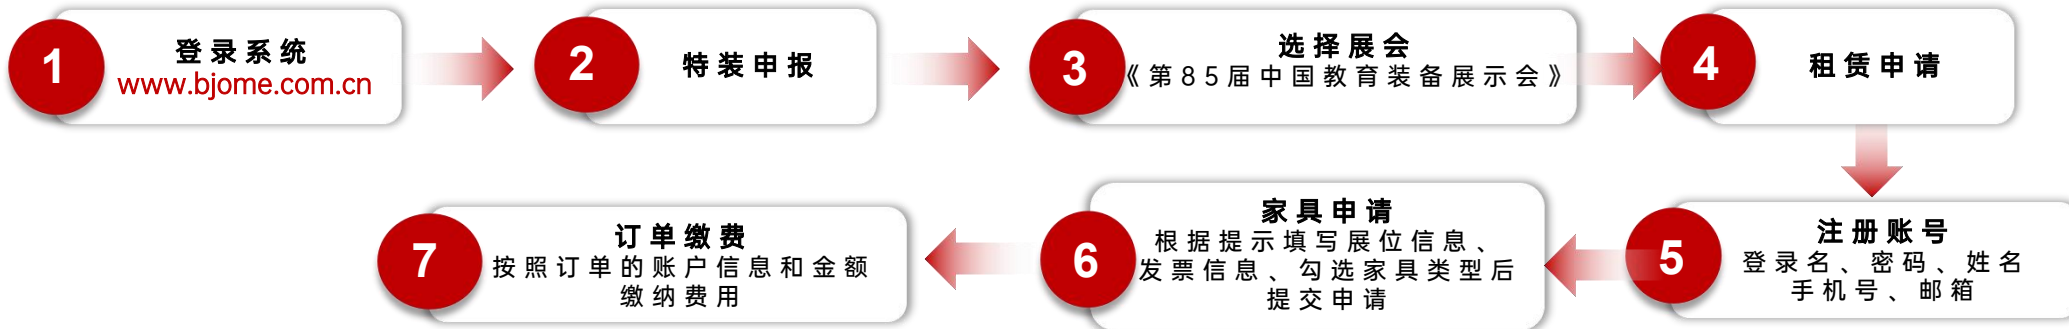 1
登录系统
www.bjome.com.cn
2
特装申报
3
选择展会
《第85届中国教育装备展示会》
4
租赁申请
5
注册账号
登录名、密码、姓名
手机号、邮箱
6
家具申请
根据提示填写展位信息、
发票信息、勾选家具类型后
提交申请
7
订单缴费
按照订单的账户信息和金额
缴纳费用